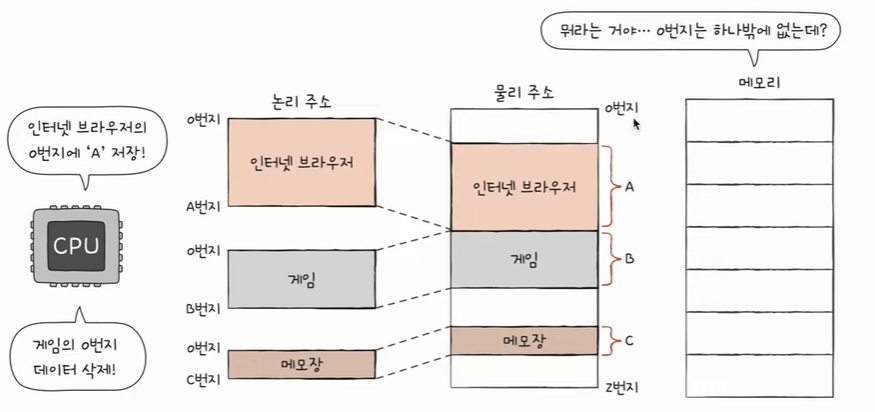 뭐라는 거야… 0번지는 하나밖에 없는데?
인터넷 브라우저의
0번지에 'A' 저장!
CPU
게임의 0번지
데이터 삭제!
논리 주소
0번지
인터넷 브라우저
A번지
0번지
게임
B번지
0번지
메모장
C번지
물리 주소
0번지
인터넷 브라우저
A
게임
B
메모장
C
Z번지
메모리